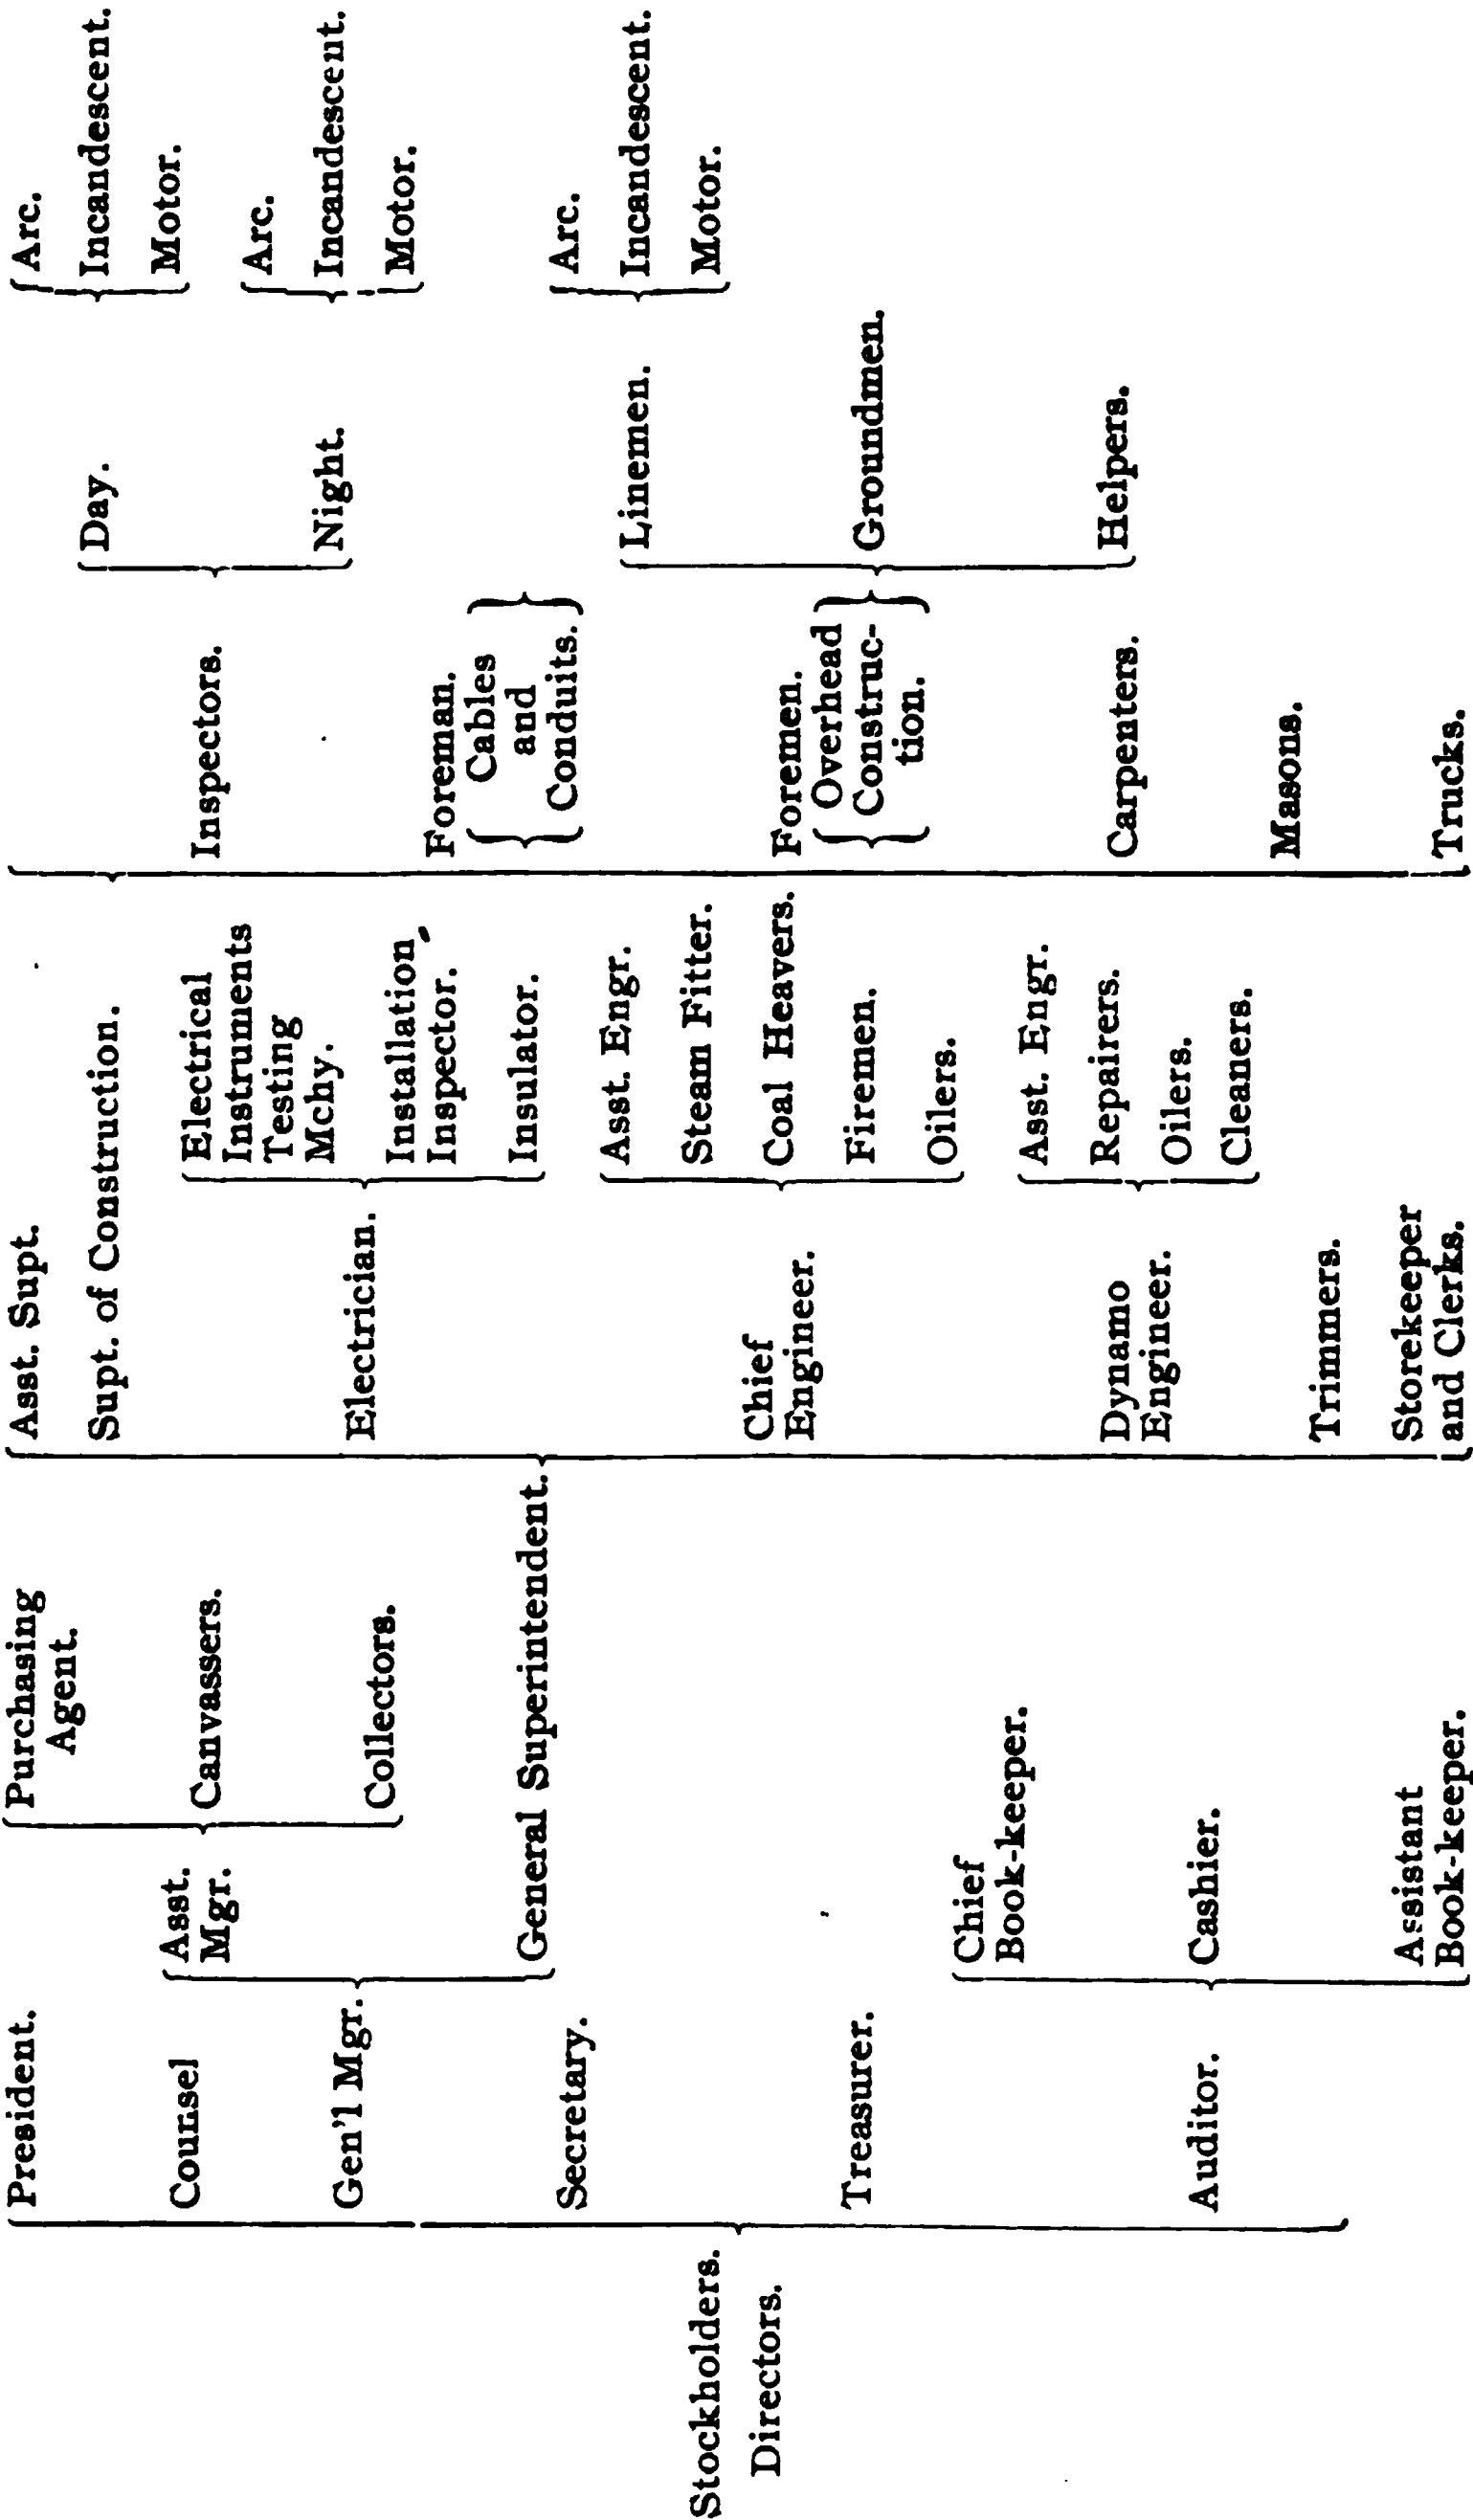 Stockholders.
Directors.
President.
Counsel
Gen'l Mgr.
Secretary.
Treasurer.
Auditor.
Asst.
Mgr.
General Superintendent.
Chief
Book-keeper.
Cashier.
Assistant
Book-keeper.
Purchasing
Agent.
Canvassers.
Collectors.
Asst. Supt.
Supt. of Construction.
Electrician.
Chief
Engineer.
Dynamo
Engineer.
Trimmers.
Storekeeper
and Clerks.
Electrical
Instruments
Testing
Mchy.
Installation
Inspector.
Insulator.
Asst. Engr.
Steam Fitter.
Coal Heavers.
Firemen.
Oilers.
Asst. Engr.
Repairers.
Oilers.
Cleaners.
Inspectors.
Foreman.
Cables
and
Conduits.
Foremen.
Overhead
Construc-
tion.
Carpenters.
Masons.
Trucks.
Day.
Night.
Linemen.
Groundmen.
Helpers.
Arc.
Incandescent.
Motor.
Arc.
Incandescent.
Motor.
Arc.
Incandescent.
Motor.